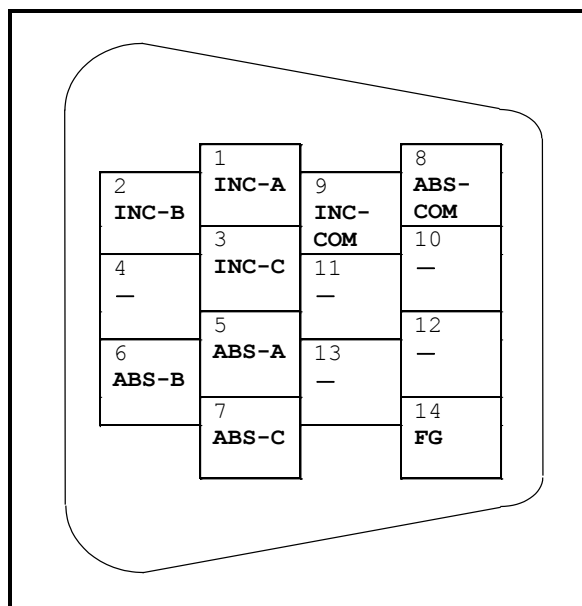 1
INC-A
8
ABS-
COM
2
INC-B
9
INC-
COM
3
INC-C
10
—
4
—
11
—
5
ABS-A
12
—
6
ABS-B
13
—
7
ABS-C
14
FG